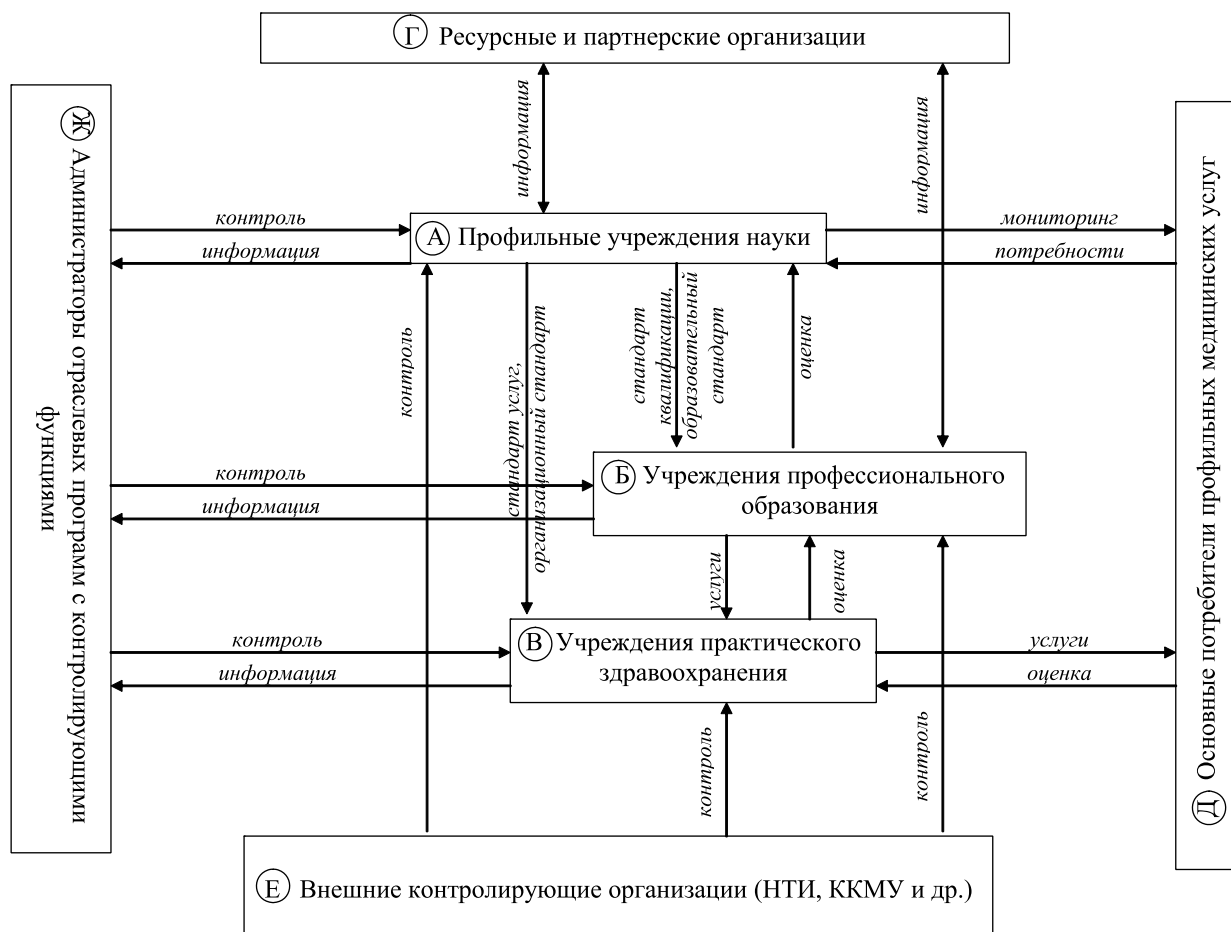 Г Ресурсные и партнерские организации
Ж Администраторы отраслевых программ с контролирующими
функциями
информация
информация
контроль
информация
А Профильные учреждения науки
мониторинг
потребности
Д Основные потребители профильных медицинских услуг
контроль
стандарт услуг,
организационный стандарт
стандарт
квалификации,
образовательный
стандарт
оценка
контроль
информация
Б Учреждения профессионального
образования
услуги
оценка
контроль
информация
В Учреждения практического
здравоохранения
услуги
оценка
контроль
контроль
Е Внешние контролирующие организации (НТИ, ККМУ и др.)